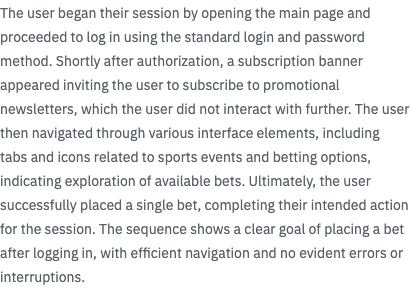 The user began their session by opening the main page and
proceeded to log in using the standard login and password
method. Shortly after authorization, a subscription banner
appeared inviting the user to subscribe to promotional
newsletters, which the user did not interact with further. The user
then navigated through various interface elements, including
tabs and icons related to sports events and betting options,
indicating exploration of available bets. Ultimately, the user
successfully placed a single bet, completing their intended action
for the session. The sequence shows a clear goal of placing a bet
after logging in, with efficient navigation and no evident errors or
interruptions.